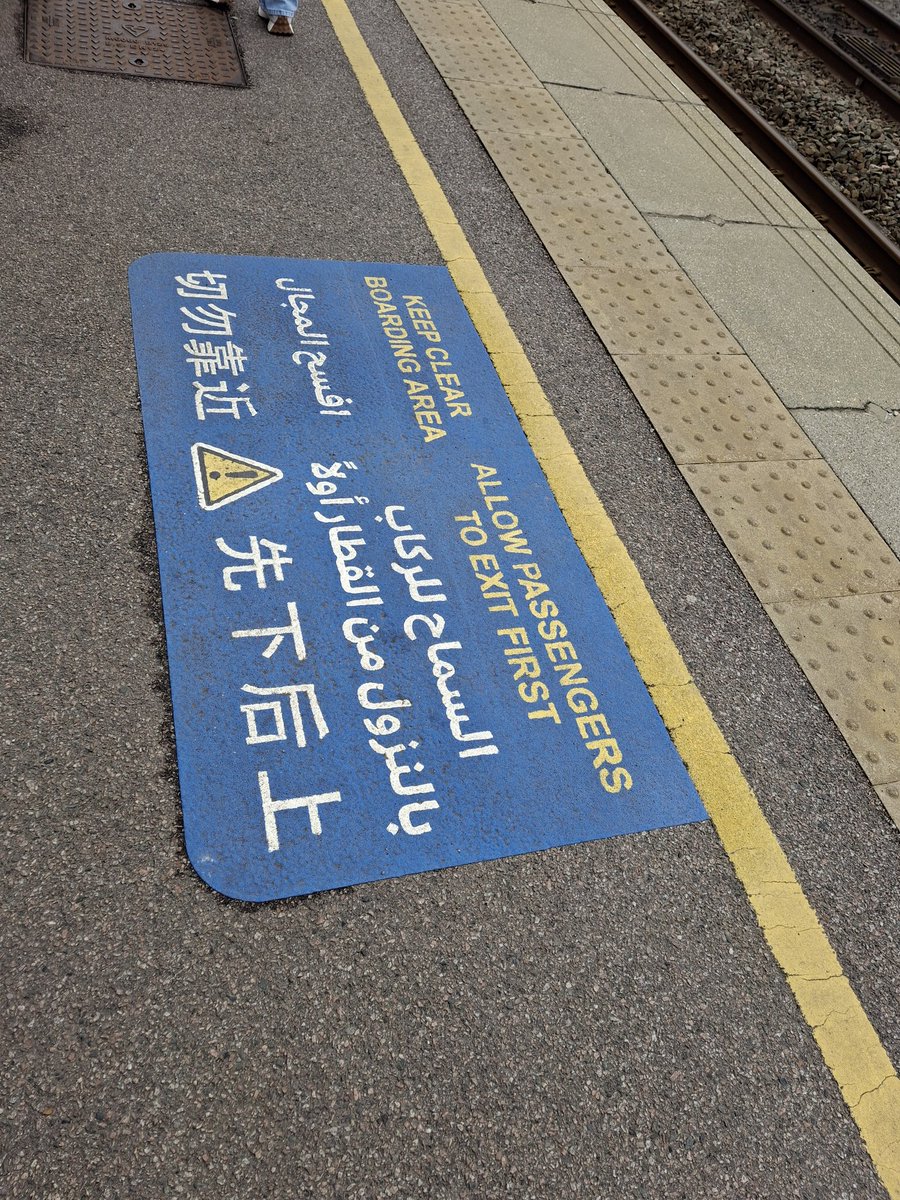 KEEP CLEAR
BOARDING AREA
ALLOW PASSENGERS
TO EXIT FIRST
افسح المجال
السماح للركاب
بالنزول من القطار أولاً
切勿靠近
先下后上